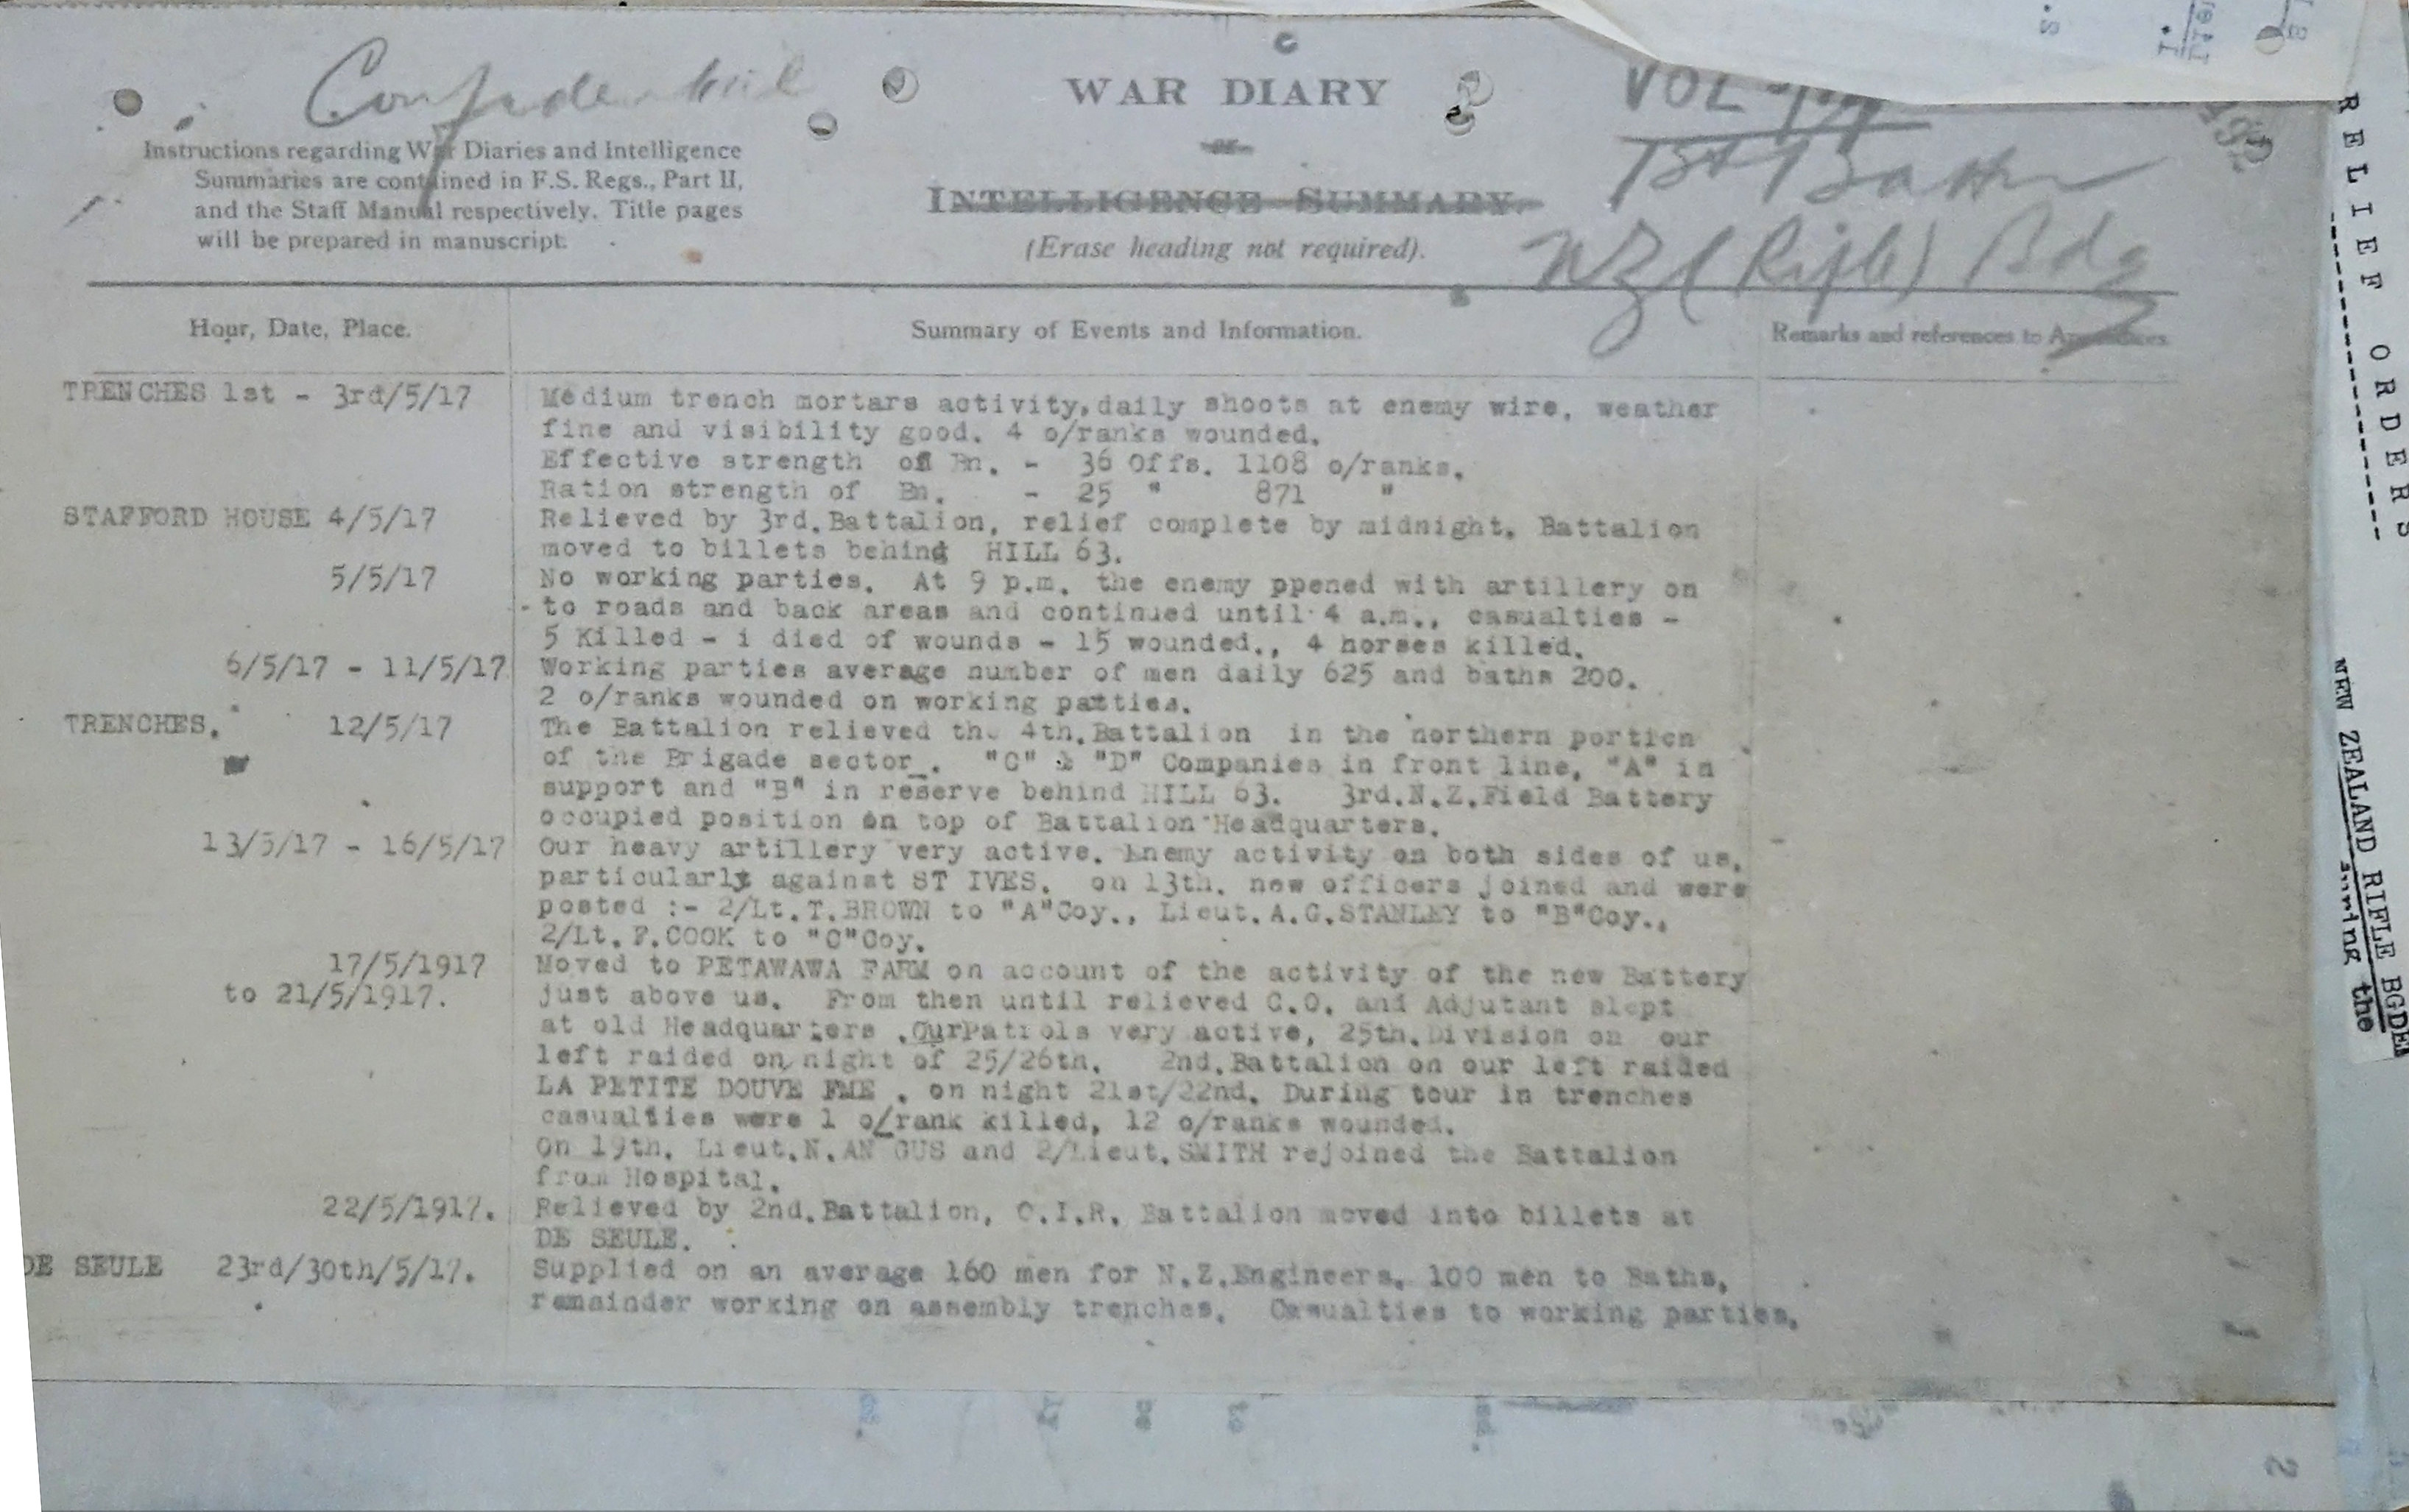 Confidential
WAR DIARY
OR
INTELLIGENCE SUMMARY.
(Erase heading not required).
VOL
1st Battn
NZ (Rifle) Bdg
Instructions regarding War Diaries and Intelligence
Summaries are contained in F.S. Regs., Part II,
and the Staff Manual respectively. Title pages
will be prepared in manuscript.
Hour, Date, Place.
Summary of Events and Information.
Remarks and references to Appendices.
TRENCHES 1st - 3rd/5/17
Medium trench mortars activity, daily shoots at enemy wire, weather
fine and visibility good. 4 o/ranks wounded.
Effective strength of Bn. - 36 Offs. 1108 o/ranks.
Ration strength of Bn. - 25 " 871 "
STAFFORD HOUSE 4/5/17
Relieved by 3rd.Battalion, relief complete by midnight. Battalion
moved to billets behind HILL 63.
5/5/17
No working parties. At 9 p.m. the enemy ppened with artillery on
- to roads and back areas and continued until 4 a.m., casualties -
5 Killed - i died of wounds - 15 wounded., 4 horses killed.
6/5/17 - 11/5/17
Working parties average number of men daily 625 and baths 200.
2 o/ranks wounded on working patties.
TRENCHES. 12/5/17
The Battalion relieved the 4th.Battalion in the northern portion
of the Brigade sector . "C" & "D" Companies in front line, "A" in
support and "B" in reserve behind HILL 63. 3rd.N.Z.Field Battery
occupied position on top of Battalion Headquarters.
13/5/17 - 16/5/17
Our heavy artillery very active. Enemy activity on both sides of us,
particularly against ST IVES. on 13th. new officers joined and were
posted :- 2/Lt.T.BROWN to "A"Coy., Lieut.A.G.STANLEY to "B"Coy.,
2/Lt.F.COOK to "C"Coy.
17/5/1917
to 21/5/1917.
Moved to PETAWAWA FARM on account of the activity of the new Battery
just above us. From then until relieved C.O. and Adjutant slept
at old Headquarters .OurPatrols very active, 25th.Division on our
left raided on night of 25/26th. 2nd.Battalion on our left raided
LA PETITE DOUVE FME . on night 21st/22nd. During tour in trenches
casualties were 1 o/rank killed, 12 o/ranks wounded.
On 19th. Lieut.N.AN GUS and 2/Lieut.SMITH rejoined the Battalion
from Hospital.
22/5/1917.
Relieved by 2nd.Battalion, O.I.R. Battalion moved into billets at
DE SEULE.
DE SEULE 23rd/30th/5/17.
Supplied on an average 160 men for N.Z.Engineers, 100 men to Baths,
remainder working on assembly trenches. Casualties to working parties.
RELIEF ORDERS
NEW ZEALAND RIFLE BGDE
the
2